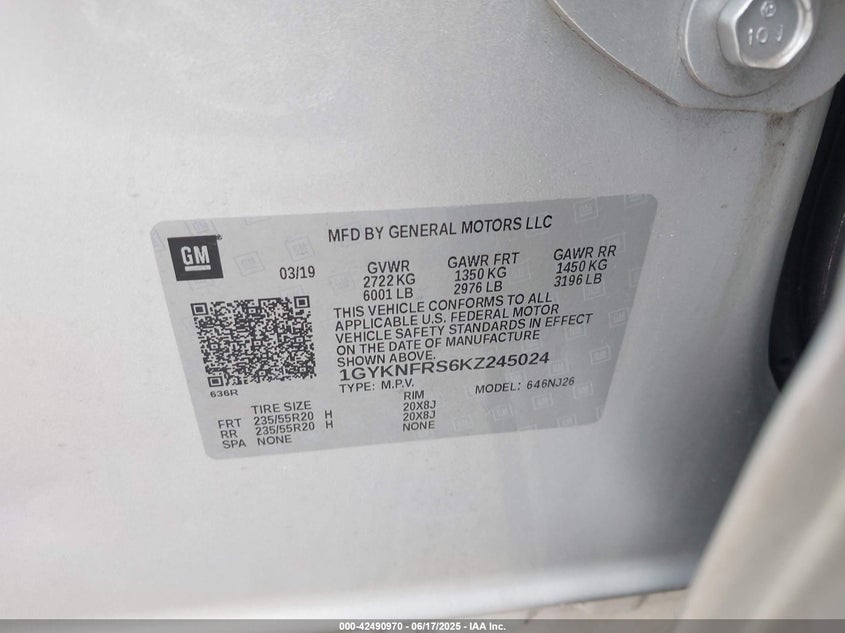 10 J
MFD BY GENERAL MOTORS LLC
GM
03/19
GVWR
2722 KG
6001 LB
GAWR FRT
1350 KG
2976 LB
GAWR RR
1450 KG
3196 LB
THIS VEHICLE CONFORMS TO ALL
APPLICABLE U.S. FEDERAL MOTOR
VEHICLE SAFETY STANDARDS IN EFFECT
ON THE DATE OF MANUFACTURE
SHOWN ABOVE.
1GYKNFRS6KZ245024
TYPE: M.P.V.
MODEL: 646NJ26
636R
TIRE SIZE
RIM
FRT 235/55R20 H 20X8J
RR 235/55R20 H 20X8J
SPA NONE NONE
000-42490970 - 06/17/2025 - IAA Inc.